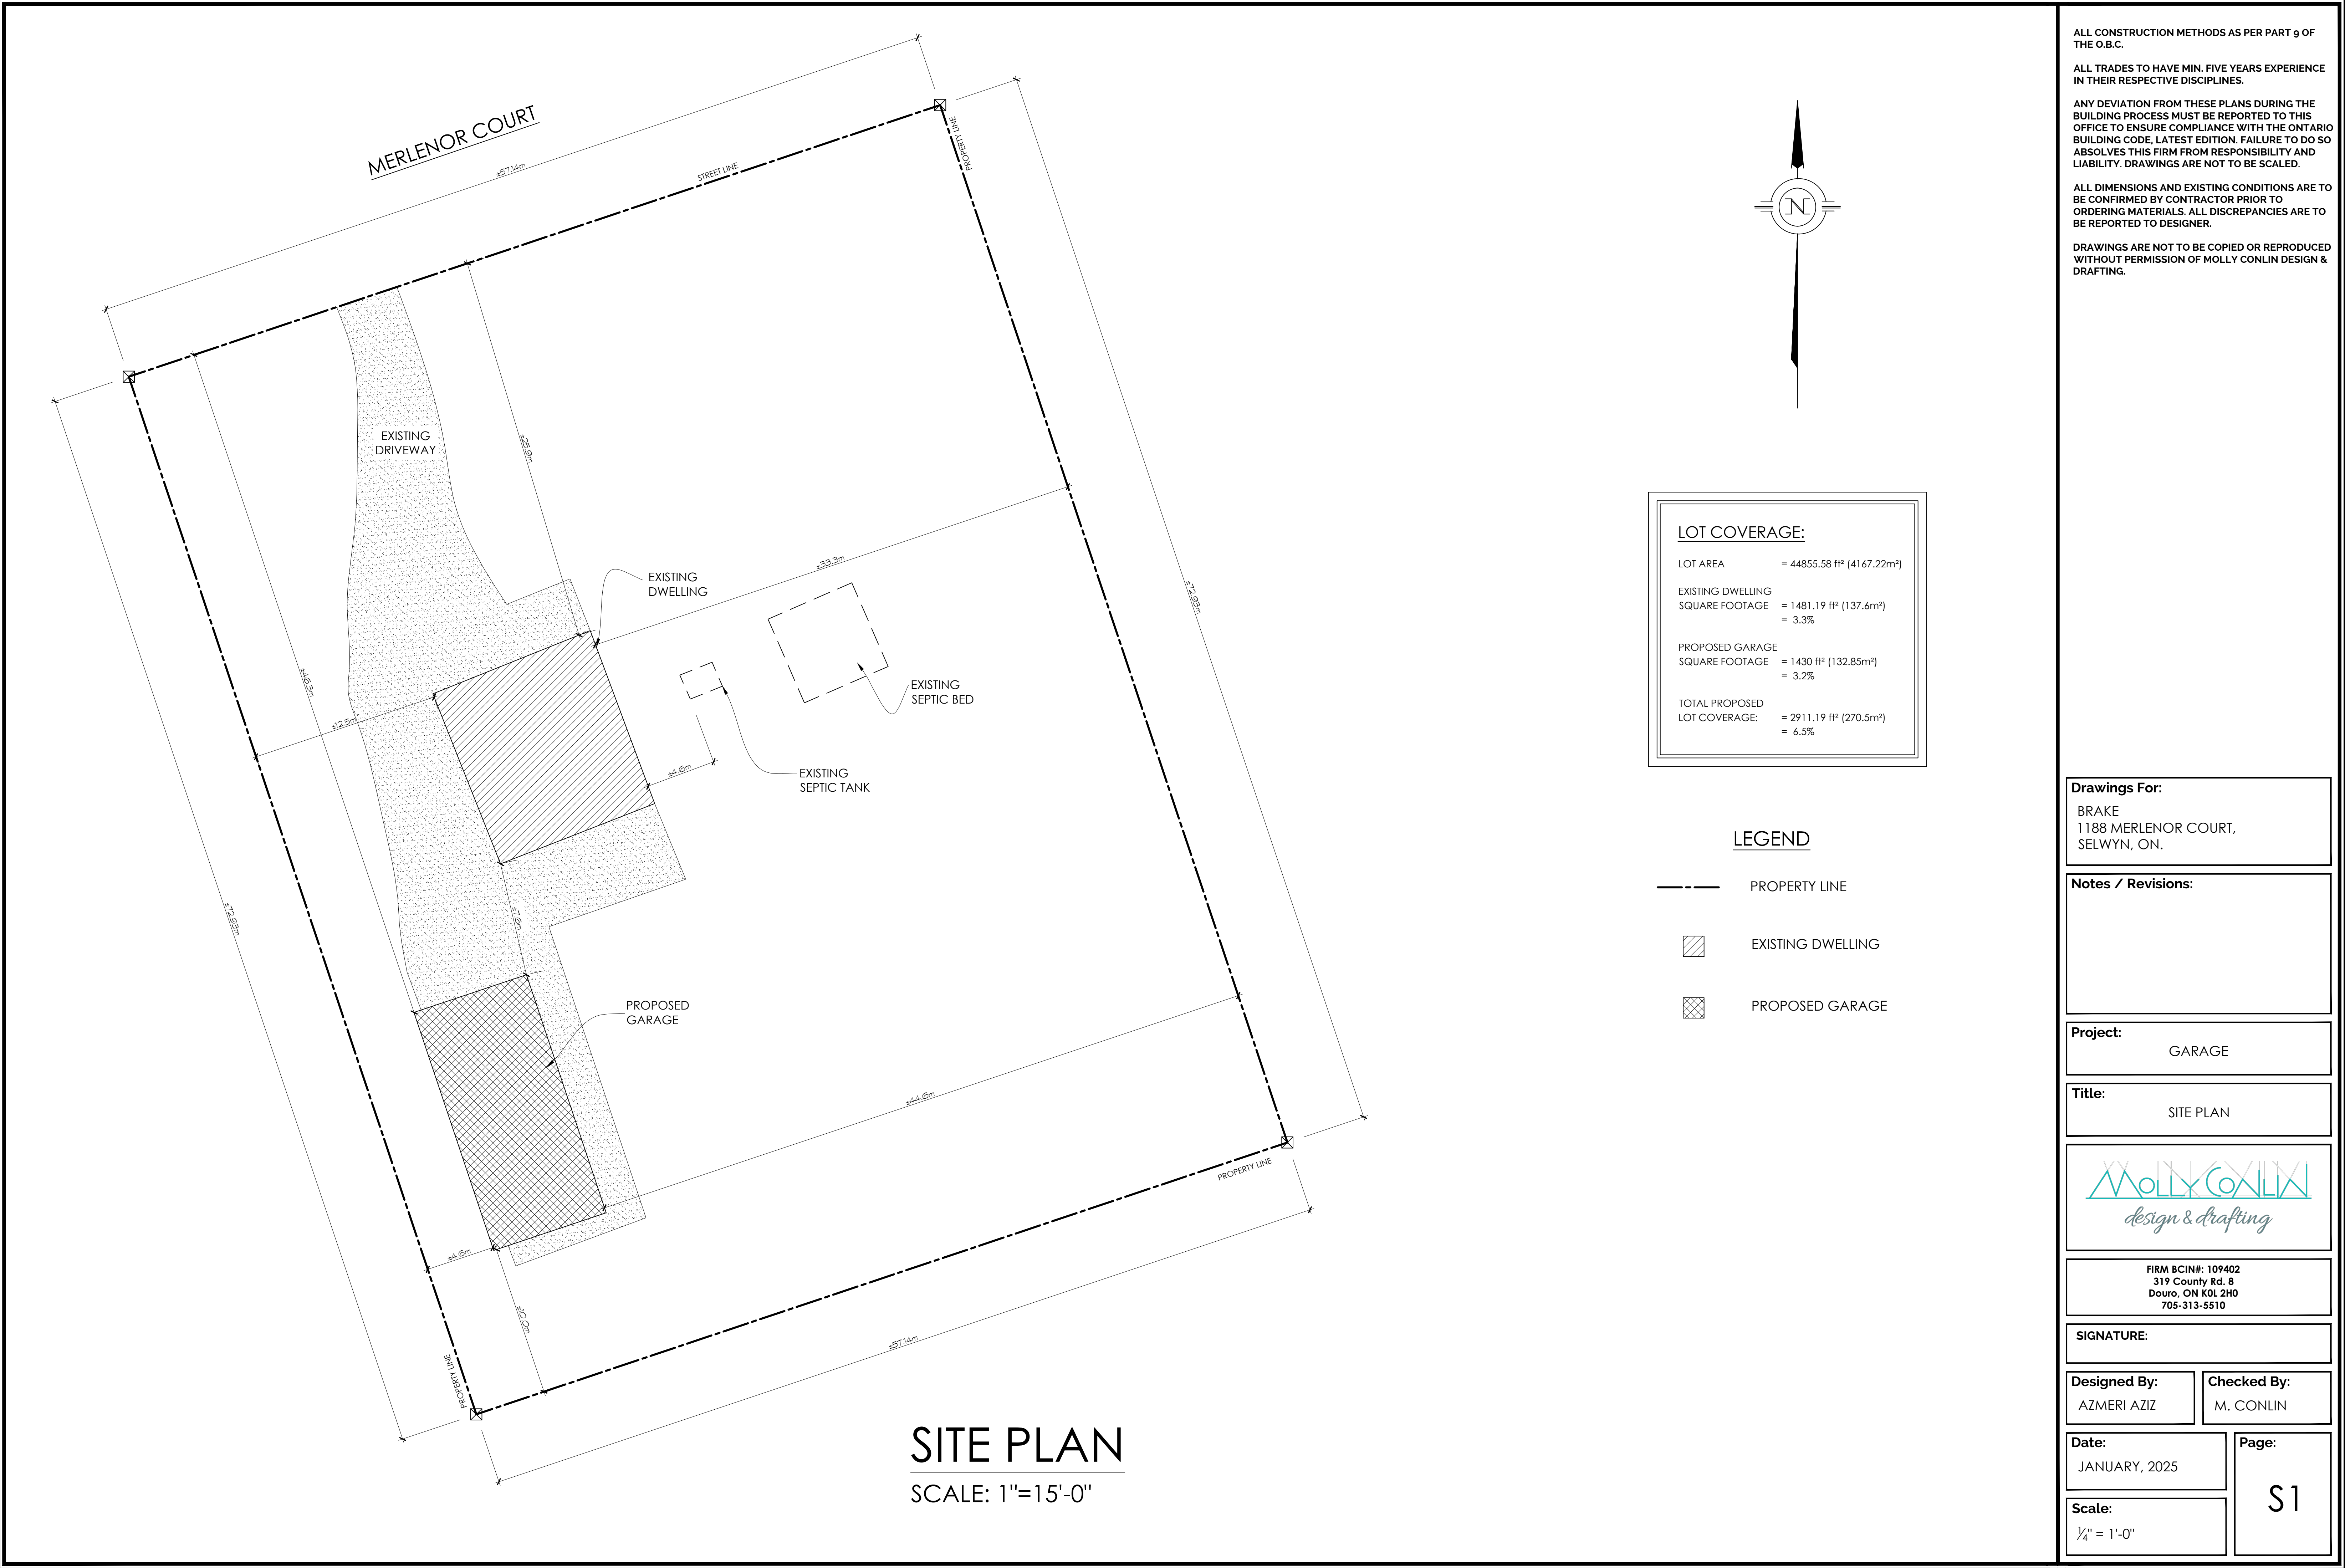 MERLENOR COURT
±57.14m
STREET LINE
PROPERTY LINE
EXISTING
DRIVEWAY
±25.9m
±33.3m
±72.93m
EXISTING
DWELLING
±46.3m
±12.5m
EXISTING
SEPTIC BED
±4.6m
EXISTING
SEPTIC TANK
±72.93m
±7.6m
PROPOSED
GARAGE
±44.6m
PROPERTY LINE
±4.6m
±10.0m
±57.14m
PROPERTY LINE
SITE PLAN
SCALE: 1"=15'-0"
N
LOT COVERAGE:
LOT AREA = 44855.58 ft² (4167.22m²)
EXISTING DWELLING
SQUARE FOOTAGE = 1481.19 ft² (137.6m²)
= 3.3%
PROPOSED GARAGE
SQUARE FOOTAGE = 1430 ft² (132.85m²)
= 3.2%
TOTAL PROPOSED
LOT COVERAGE: = 2911.19 ft² (270.5m²)
= 6.5%
LEGEND
PROPERTY LINE
EXISTING DWELLING
PROPOSED GARAGE
ALL CONSTRUCTION METHODS AS PER PART 9 OF
THE O.B.C.
ALL TRADES TO HAVE MIN. FIVE YEARS EXPERIENCE
IN THEIR RESPECTIVE DISCIPLINES.
ANY DEVIATION FROM THESE PLANS DURING THE
BUILDING PROCESS MUST BE REPORTED TO THIS
OFFICE TO ENSURE COMPLIANCE WITH THE ONTARIO
BUILDING CODE, LATEST EDITION. FAILURE TO DO SO
ABSOLVES THIS FIRM FROM RESPONSIBILITY AND
LIABILITY. DRAWINGS ARE NOT TO BE SCALED.
ALL DIMENSIONS AND EXISTING CONDITIONS ARE TO
BE CONFIRMED BY CONTRACTOR PRIOR TO
ORDERING MATERIALS. ALL DISCREPANCIES ARE TO
BE REPORTED TO DESIGNER.
DRAWINGS ARE NOT TO BE COPIED OR REPRODUCED
WITHOUT PERMISSION OF MOLLY CONLIN DESIGN &
DRAFTING.
Drawings For:
BRAKE
1188 MERLENOR COURT,
SELWYN, ON.
Notes / Revisions:
Project:
GARAGE
Title:
SITE PLAN
MOLLY CONLIN
design & drafting
FIRM BCIN#: 109402
319 County Rd. 8
Douro, ON K0L 2H0
705-313-5510
SIGNATURE:
Designed By:
AZMERI AZIZ
Checked By:
M. CONLIN
Date:
JANUARY, 2025
Page:
S1
Scale:
¼" = 1'-0"